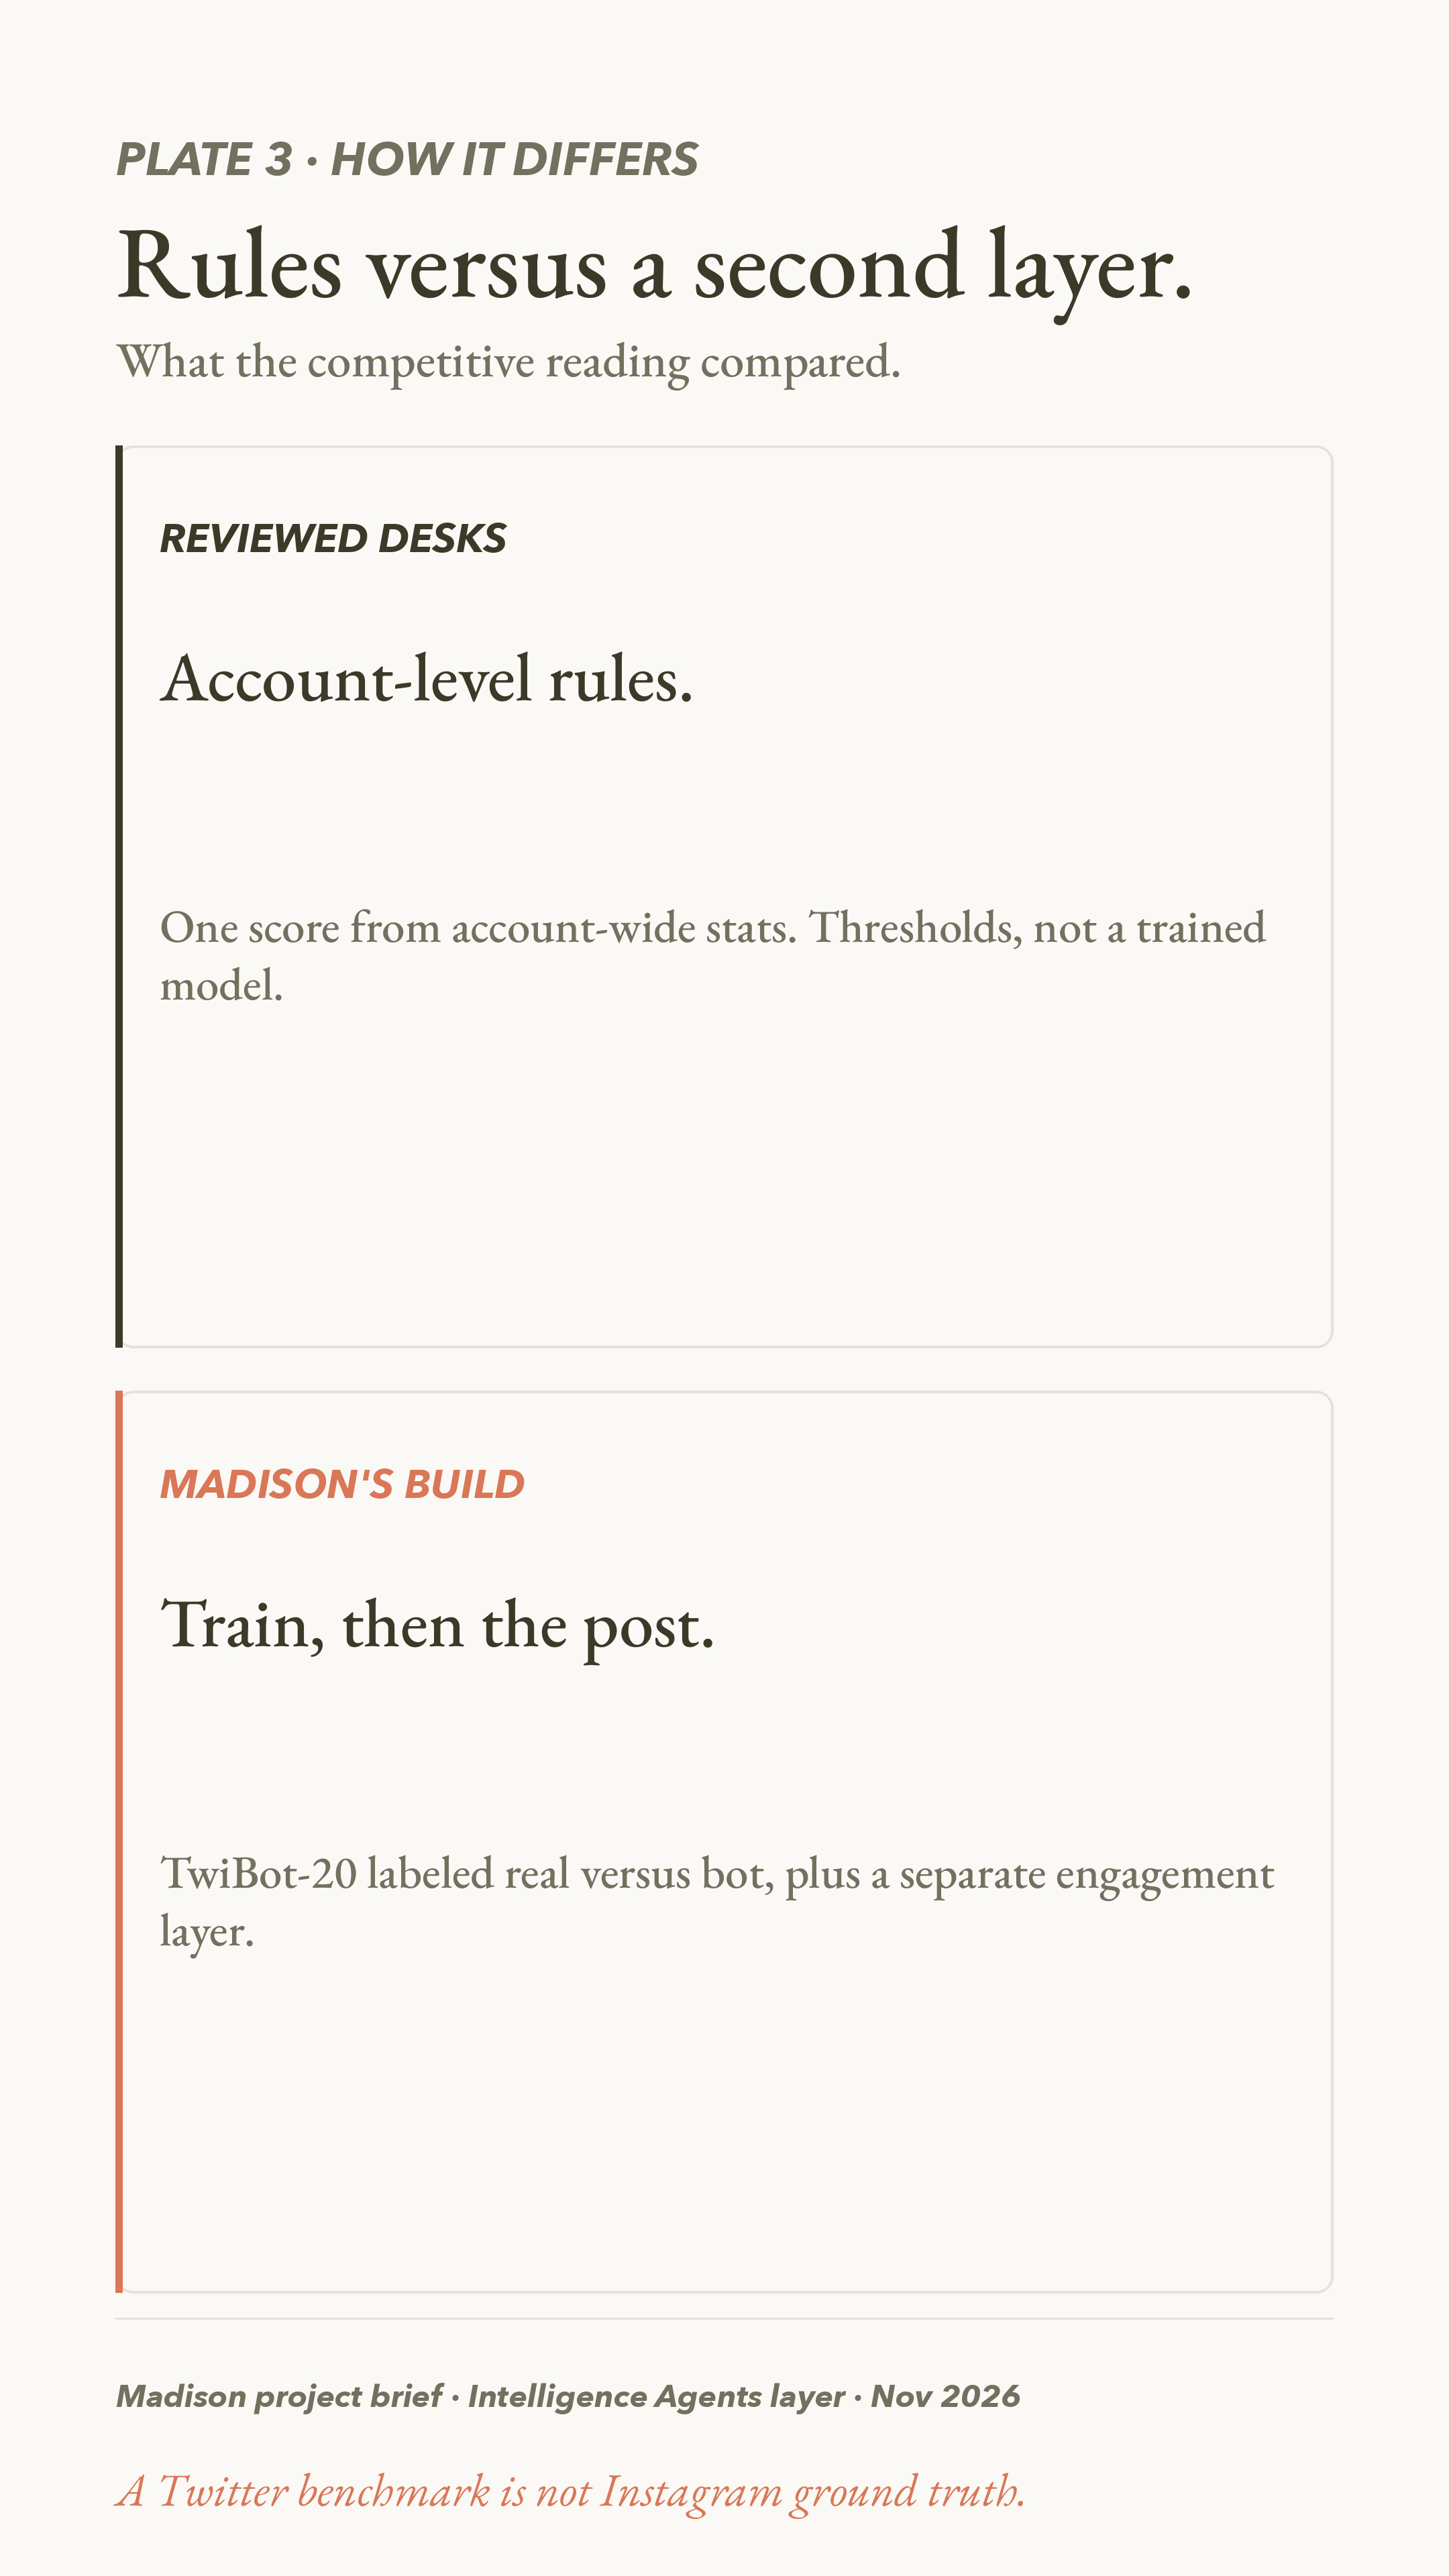 PLATE 3 · HOW IT DIFFERS
Rules versus a second layer.
What the competitive reading compared.
REVIEWED DESKS
Account-level rules.
One score from account-wide stats. Thresholds, not a trained
model.
MADISON'S BUILD
Train, then the post.
TwiBot-20 labeled real versus bot, plus a separate engagement
layer.
Madison project brief · Intelligence Agents layer · Nov 2026
A Twitter benchmark is not Instagram ground truth.